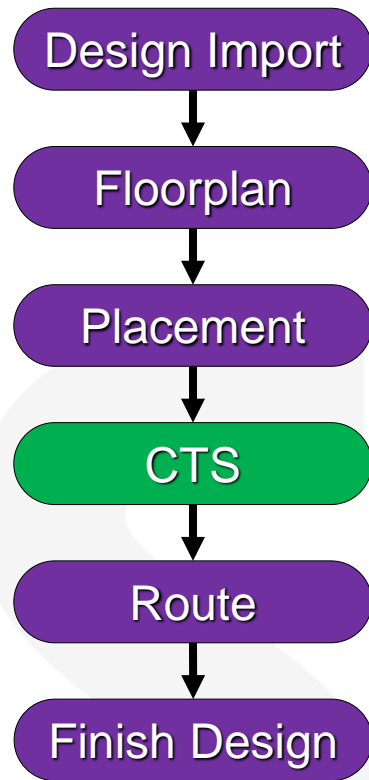 Design Import
Floorplan
Placement
CTS
Route
Finish Design